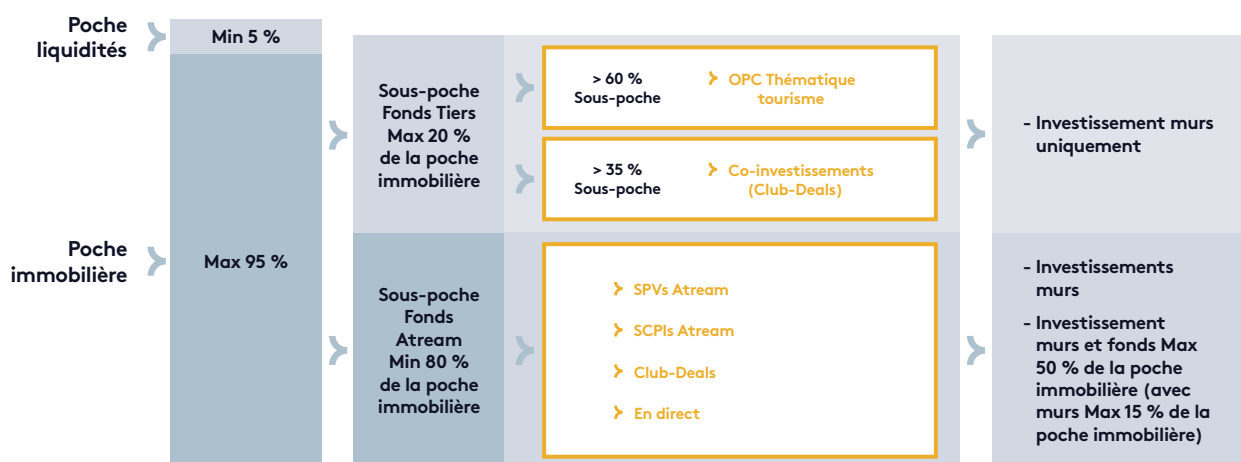 Poche
liquidités
Min 5 %
Poche
immobilière
Max 95 %
Sous-poche
Fonds Tiers
Max 20 %
de la poche
immobilière
> 60 %
Sous-poche
OPC Thématique
tourisme
> 35 %
Sous-poche
Co-investissements
(Club-Deals)
- Investissement murs
uniquement
Sous-poche
Fonds
Atream
Min 80 %
de la poche
immobilière
SPVs Atream
SCPIs Atream
Club-Deals
En direct
- Investissements
murs
- Investissement
murs et fonds Max
50 % de la poche
immobilière (avec
murs Max 15 % de la
poche immobilière)